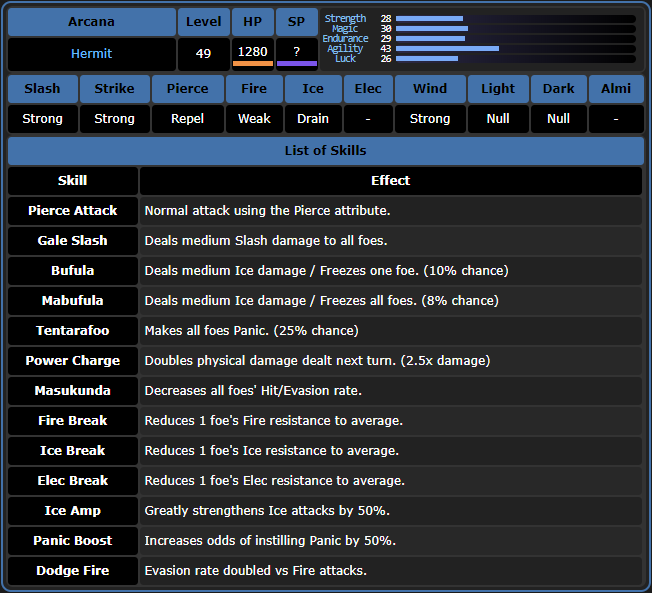 Arcana Level HP SP
Hermit 49 1280 ?
Strength 28
Magic 30
Endurance 29
Agility 43
Luck 26
Slash Strike Pierce Fire Ice Elec Wind Light Dark Almi
Strong Strong Repel Weak Drain - Strong Null Null -
List of Skills
Skill Effect
Pierce Attack Normal attack using the Pierce attribute.
Gale Slash Deals medium Slash damage to all foes.
Bufula Deals medium Ice damage / Freezes one foe. (10% chance)
Mabufula Deals medium Ice damage / Freezes all foes. (8% chance)
Tentarafoo Makes all foes Panic. (25% chance)
Power Charge Doubles physical damage dealt next turn. (2.5x damage)
Masukunda Decreases all foes' Hit/Evasion rate.
Fire Break Reduces 1 foe's Fire resistance to average.
Ice Break Reduces 1 foe's Ice resistance to average.
Elec Break Reduces 1 foe's Elec resistance to average.
Ice Amp Greatly strengthens Ice attacks by 50%.
Panic Boost Increases odds of instilling Panic by 50%.
Dodge Fire Evasion rate doubled vs Fire attacks.